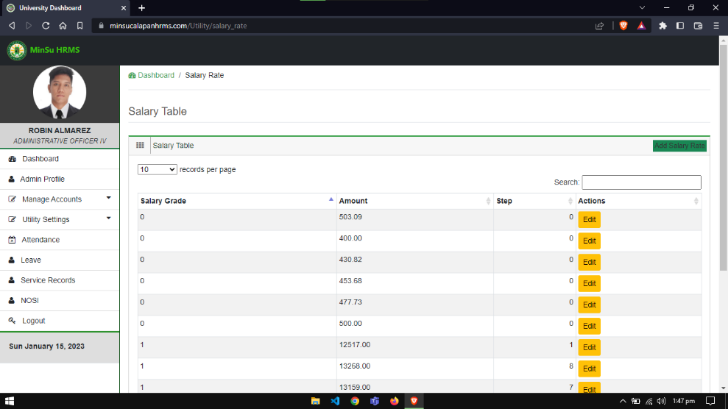 University Dashboard
minsucalapanhrms.com/Utility/salary_rate
MinSu HRMS
Dashboard / Salary Rate
Salary Table
ROBIN ALMAREZ
ADMINISTRATIVE OFFICER IV
Dashboard
Admin Profile
Manage Accounts
Utility Settings
Attendance
Leave
Service Records
NOSI
Logout
Sun January 15, 2023
Salary Table
Add Salary Rate
10 records per page
Search:
Salary Grade Amount Step Actions
0 503.09 0 Edit
0 400.00 0 Edit
0 430.82 0 Edit
0 453.68 0 Edit
0 477.73 0 Edit
0 500.00 0 Edit
1 12517.00 1 Edit
1 13268.00 8 Edit
1 13159.00 7 Edit
1:47 pm